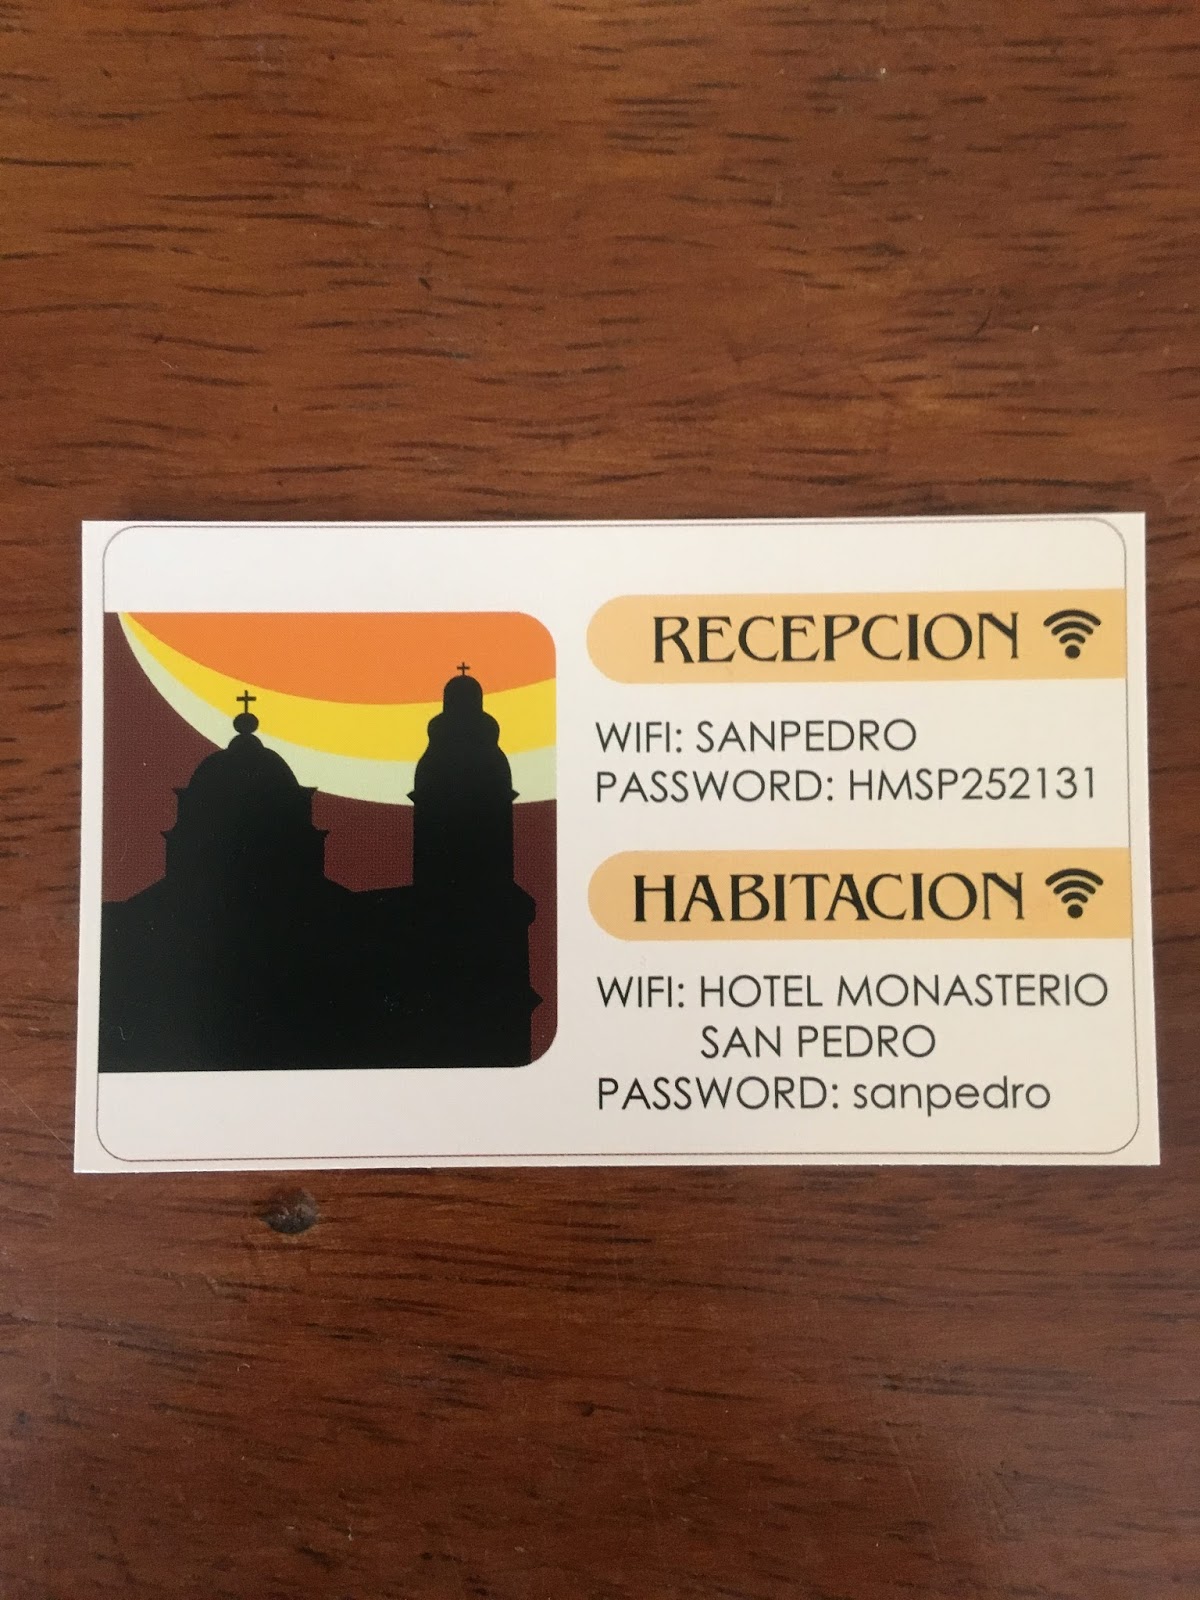 RECEPCION
WIFI: SANPEDRO
PASSWORD: HMSP252131
HABITACION
WIFI: HOTEL MONASTERIO
SAN PEDRO
PASSWORD: sanpedro